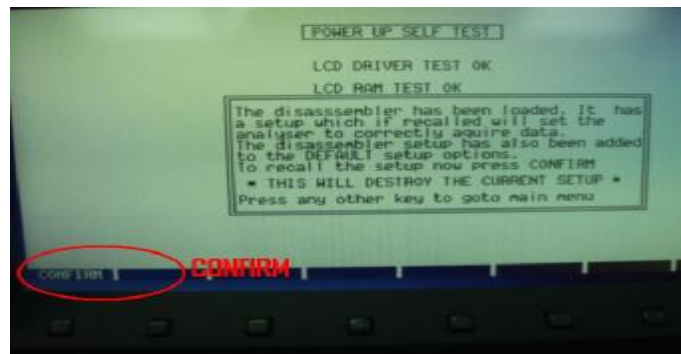 POWER UP SELF TEST
LCD DRIVER TEST OK
LCD RAM TEST OK
The disasssembler has been loaded. It has
a setup which if recalled will set the
analyser to correctly aquire data.
The disassembler setup has also been added
to the DEFAULT setup options.
To recall the setup now press CONFIRM
* THIS WILL DESTROY THE CURRENT SETUP *
Press any other key to goto main menu
CONFIRM
CONFIRM